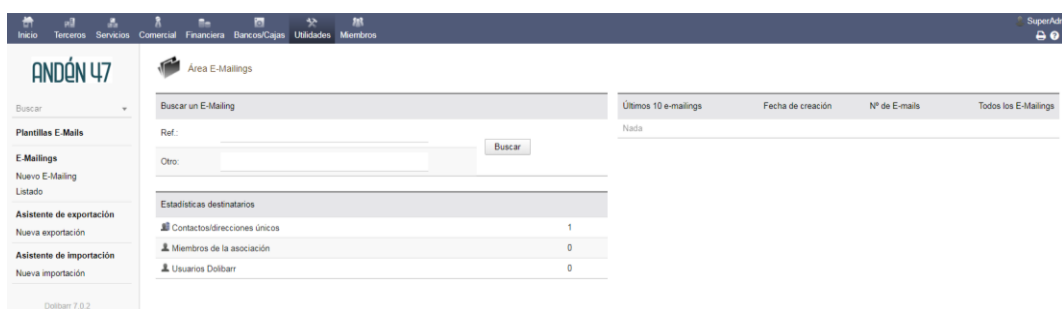 Inicio Terceros Servicios Comercial Financiera Bancos/Cajas Utilidades Miembros
SuperAdm
ANDÉN 47
Buscar
Plantillas E-Mails
E-Mailings
Nuevo E-Mailing
Listado
Asistente de exportación
Nueva exportación
Asistente de importación
Nueva importación
Dolibarr 7.0.2
Área E-Mailings
Buscar un E-Mailing
Ref.:
Otro:
Buscar
Estadísticas destinatarios
Contactos/direcciones únicos 1
Miembros de la asociación 0
Usuarios Dolibarr 0
Últimos 10 e-mailings Fecha de creación Nº de E-mails Todos los E-Mailings
Nada